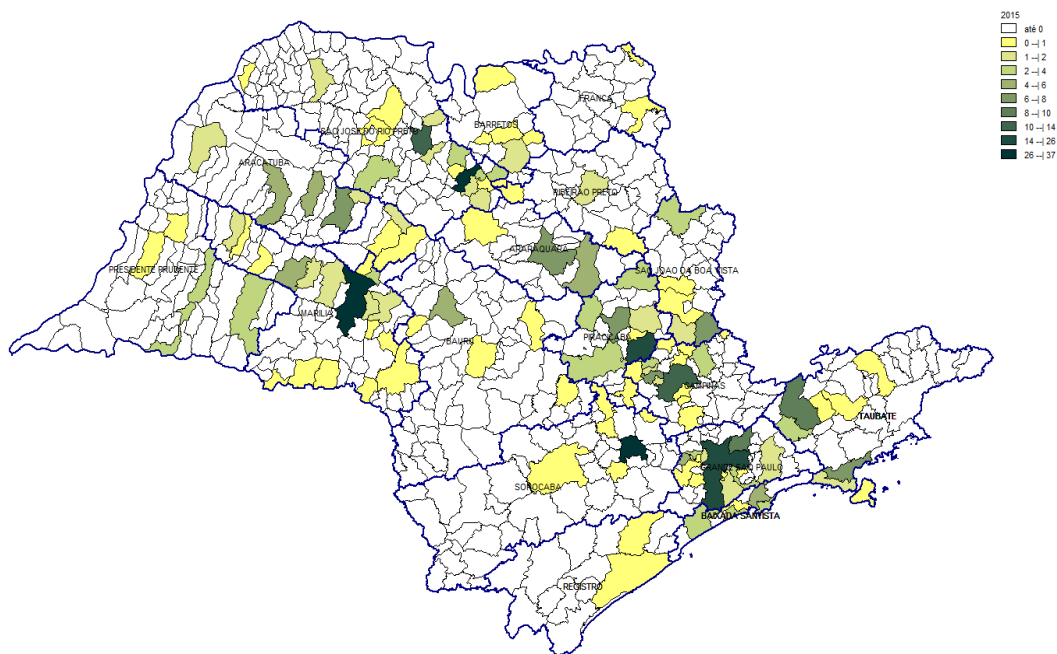 2015
até 0
0 --| 1
1 --| 2
2 --| 4
4 --| 6
6 --| 8
8 --| 10
10 --| 14
14 --| 26
26 --| 37
FRANCA
BARRETOS
SAO JOSE DO RIO PRETO
ARACATUBA
RIBEIRAO PRETO
ARARAQUARA
PRESIDENTE PRUDENTE
SAO JOAO DA BOA VISTA
MARILIA
BAURU
PIRACICABA
CAMPINAS
TAUBATE
GRANDE SAO PAULO
SOROCABA
BAIXADA SANTISTA
REGISTRO